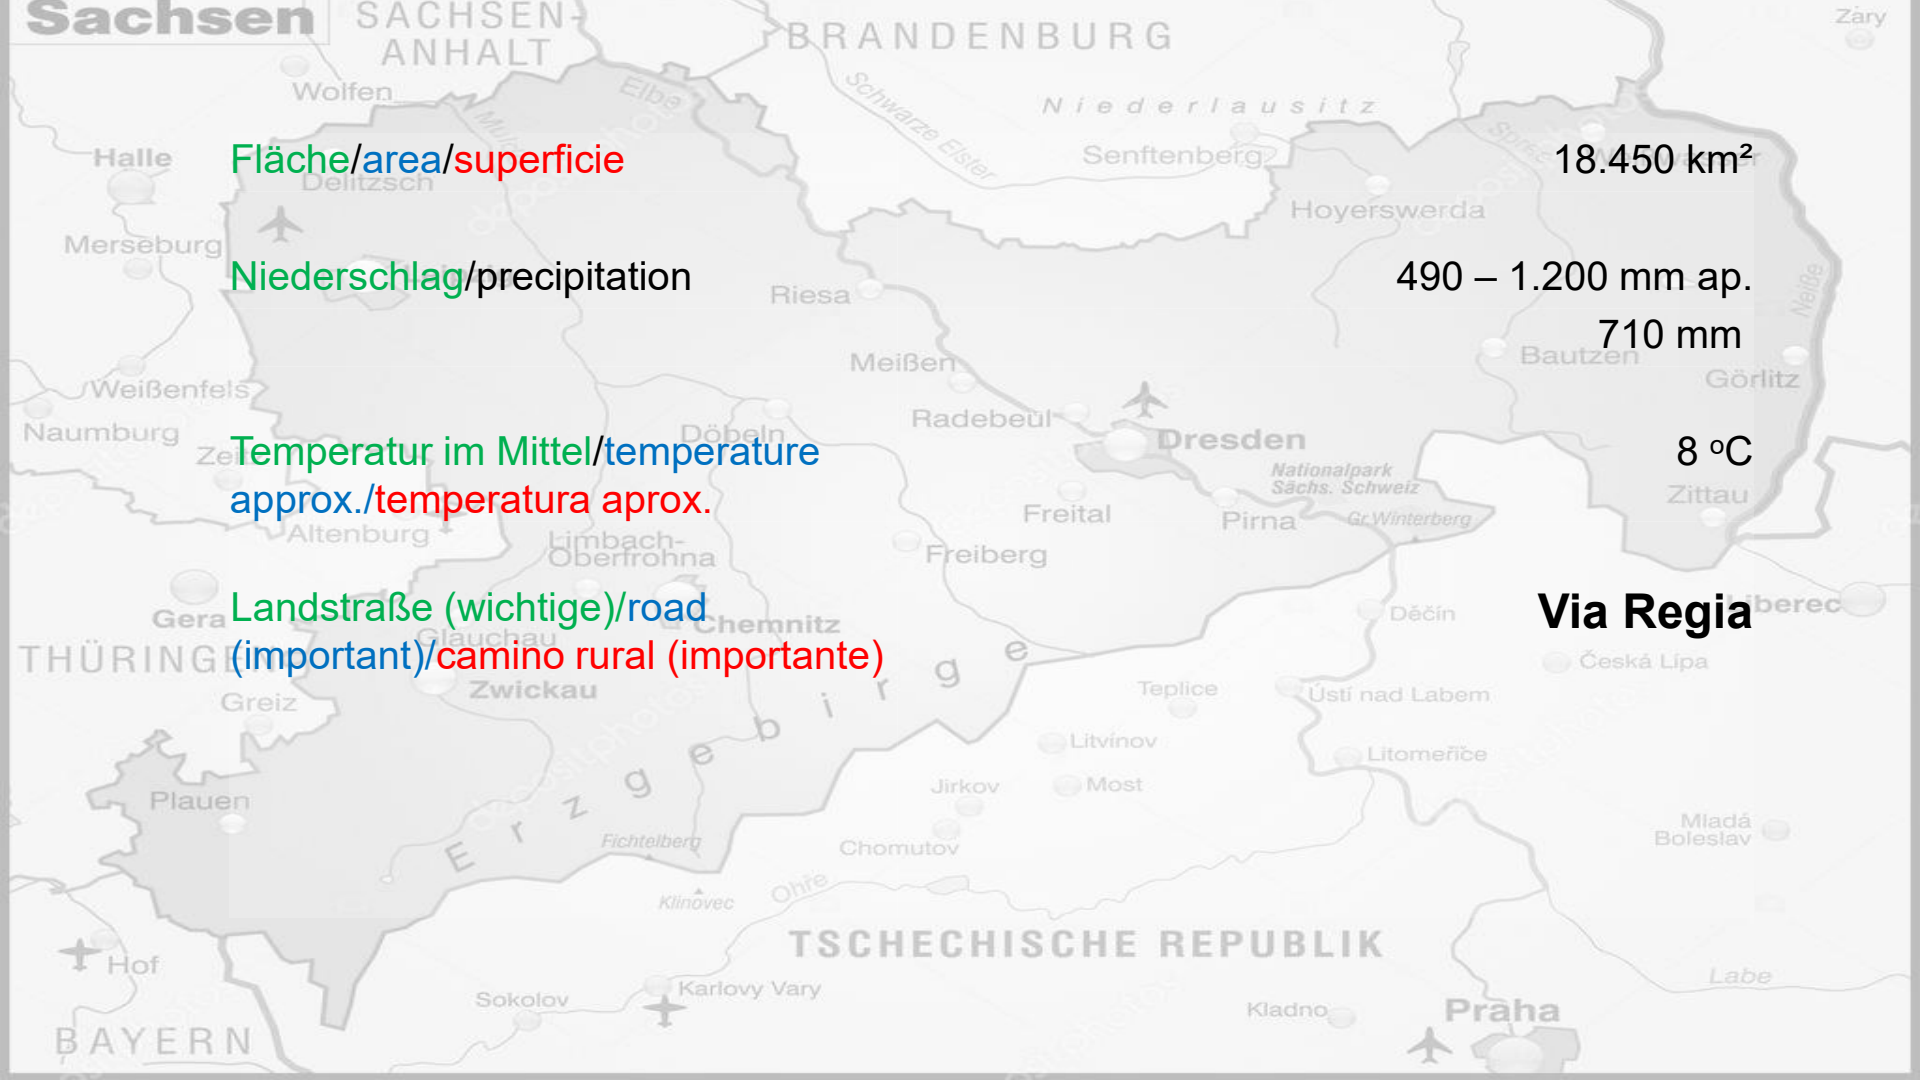 Sachsen
SACHSEN-
ANHALT
BRANDENBURG
Żary
Wolfen
Elbe
Schwarze Elster
Niederlausitz
Halle
Fläche/area/superficie
18.450 km²
Delitzsch
Senftenberg
Spree
Hoyerswerda
Merseburg
Niederschlag/precipitation
490 – 1.200 mm ap.
Riesa
Neiße
710 mm
Meißen
Bautzen
Görlitz
Weißenfels
Radebeul
Naumburg
Döbeln
Dresden
Temperatur im Mittel/temperature
8 ºC
approx./temperatura aprox.
Nationalpark
Sächs. Schweiz
Zittau
Freital
Pirna
Gr.Winterberg
Altenburg
Limbach-
Oberfrohna
Freiberg
Landstraße (wichtige)/road
Via Regia
Liberec
(important)/camino rural (importante)
Gera
Děčín
Chemnitz
Glauchau
THÜRINGEN
Česká Lípa
Zwickau
Greiz
Teplice
Ústí nad Labem
Erzgebirge
Litvínov
Litoměřice
Plauen
Jirkov
Most
Mladá
Boleslav
Fichtelberg
Chomutov
Ohře
Klínovec
TSCHECHISCHE REPUBLIK
Hof
Labe
Sokolov
Karlovy Vary
Kladno
Praha
BAYERN